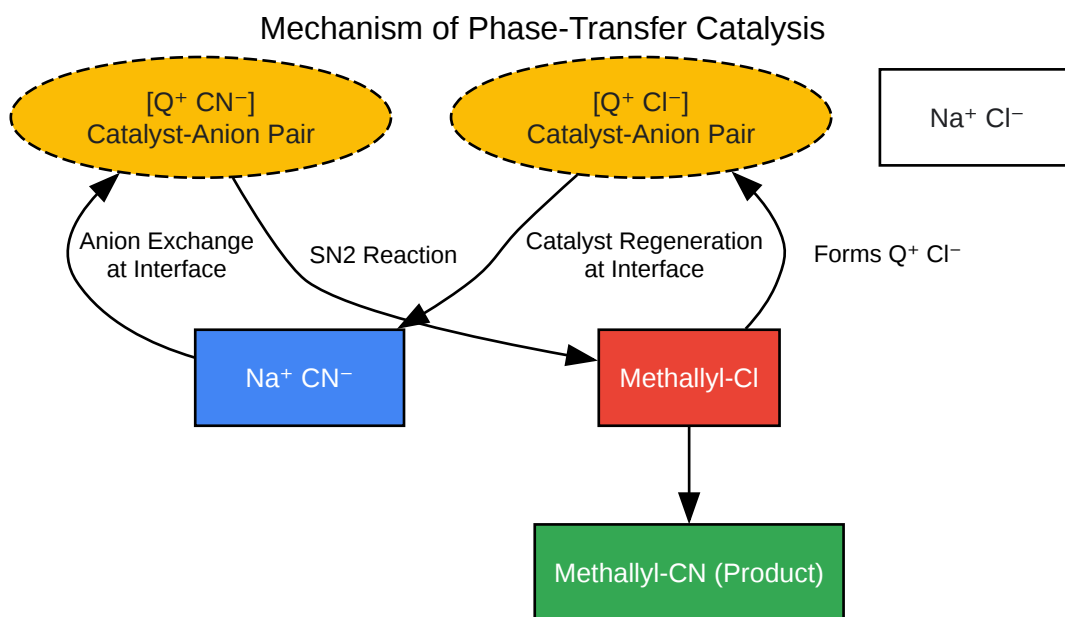 Mechanism of Phase-Transfer Catalysis
[Q⁺ CN⁻]
Catalyst-Anion Pair
[Q⁺ Cl⁻]
Catalyst-Anion Pair
Na⁺ Cl⁻
Anion Exchange
at Interface
SN2 Reaction
Catalyst Regeneration
at Interface
Forms Q⁺ Cl⁻
Na⁺ CN⁻
Methallyl-Cl
Methallyl-CN (Product)